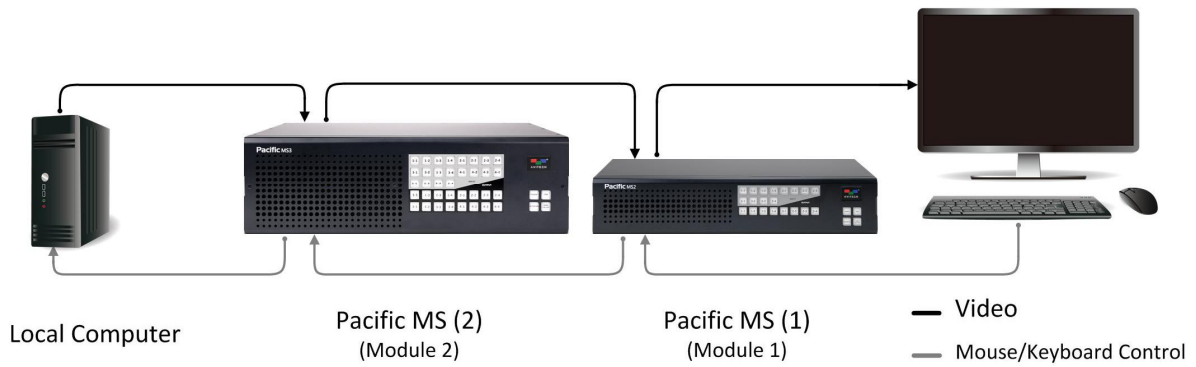 Pacific MS3
Pacific MS2
Local Computer
Pacific MS (2)
(Module 2)
Pacific MS (1)
(Module 1)
Video
Mouse/Keyboard Control